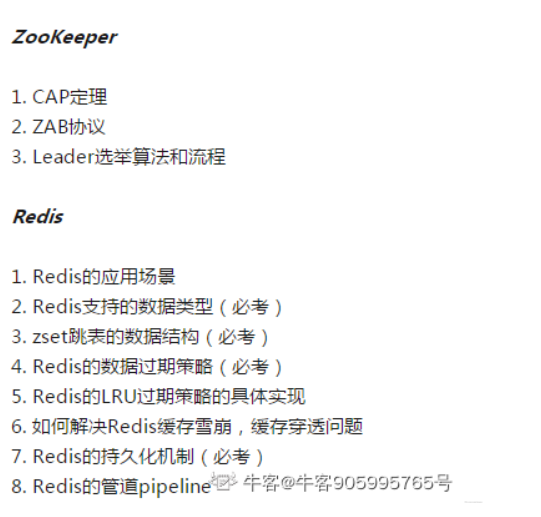 ZooKeeper
1. CAP定理
2. ZAB协议
3. Leader选举算法和流程
Redis
1. Redis的应用场景
2. Redis支持的数据类型（必考）
3. zset跳表的数据结构（必考）
4. Redis的数据过期策略（必考）
5. Redis的LRU过期策略的具体实现
6. 如何解决Redis缓存雪崩，缓存穿透问题
7. Redis的持久化机制（必考）
8. Redis的管道pipeline
牛客@牛客905995765号